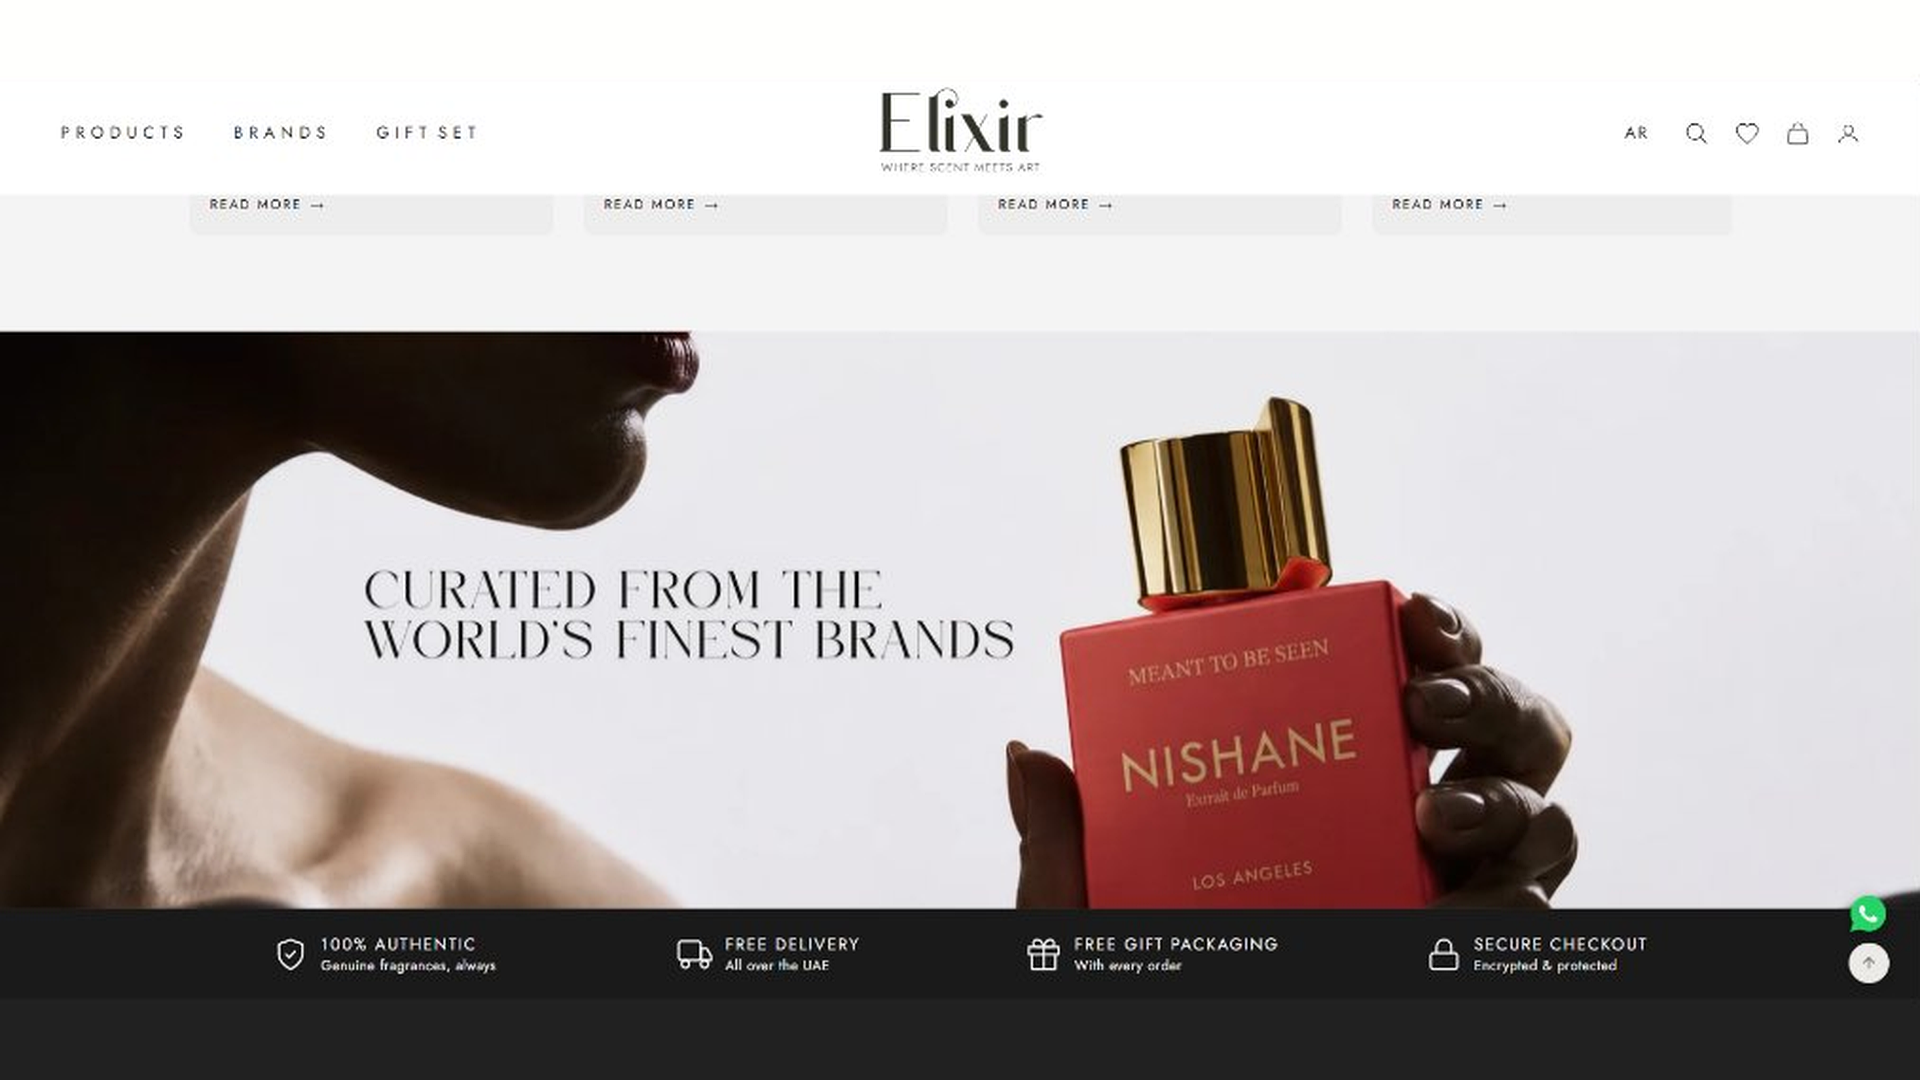 PRODUCTS BRANDS GIFT SET
Elixir
WHERE SCENT MEETS ART
AR
READ MORE → READ MORE → READ MORE → READ MORE →
CURATED FROM THE
WORLD'S FINEST BRANDS
MEANT TO BE SEEN
NISHANE
Extrait de Parfum
LOS ANGELES
100% AUTHENTIC
Genuine fragrances, always
FREE DELIVERY
All over the UAE
FREE GIFT PACKAGING
With every order
SECURE CHECKOUT
Encrypted & protected